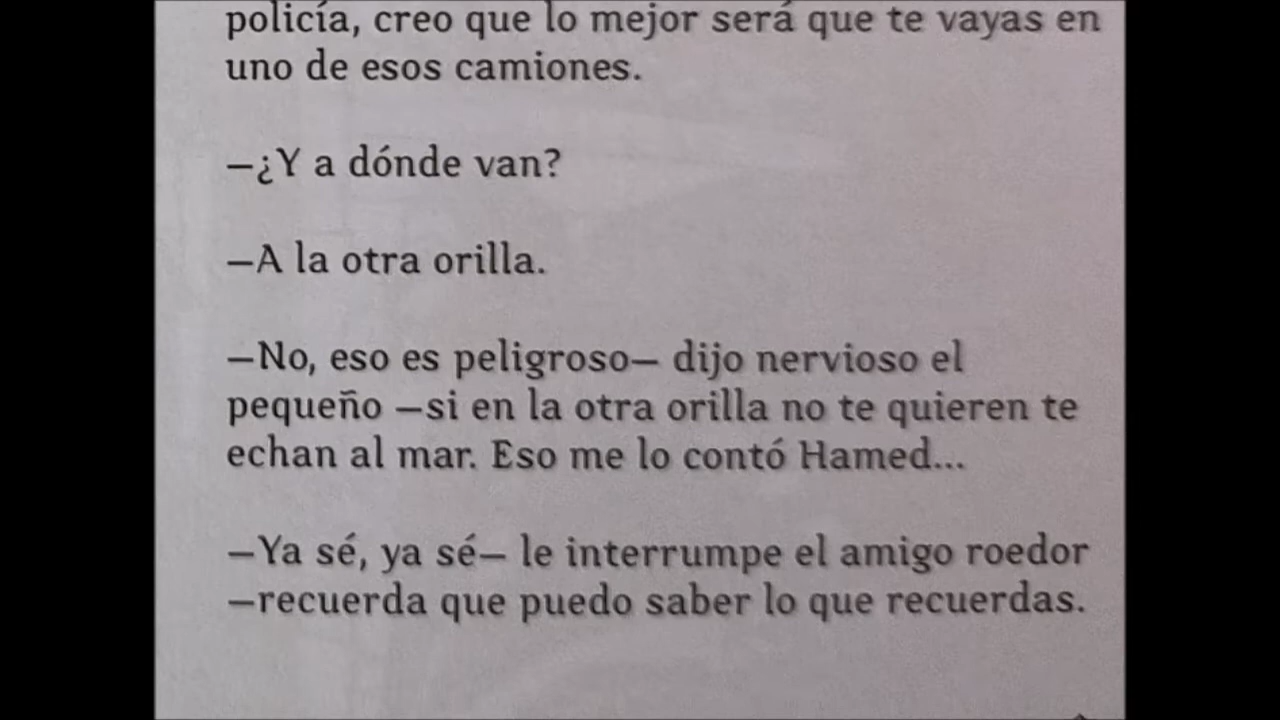 policía, creo que lo mejor será que te vayas en
uno de esos camiones.
—¿Y a dónde van?
—A la otra orilla.
—No, eso es peligroso— dijo nervioso el
pequeño —si en la otra orilla no te quieren te
echan al mar. Eso me lo contó Hamed...
—Ya sé, ya sé— le interrumpe el amigo roedor
—recuerda que puedo saber lo que recuerdas.